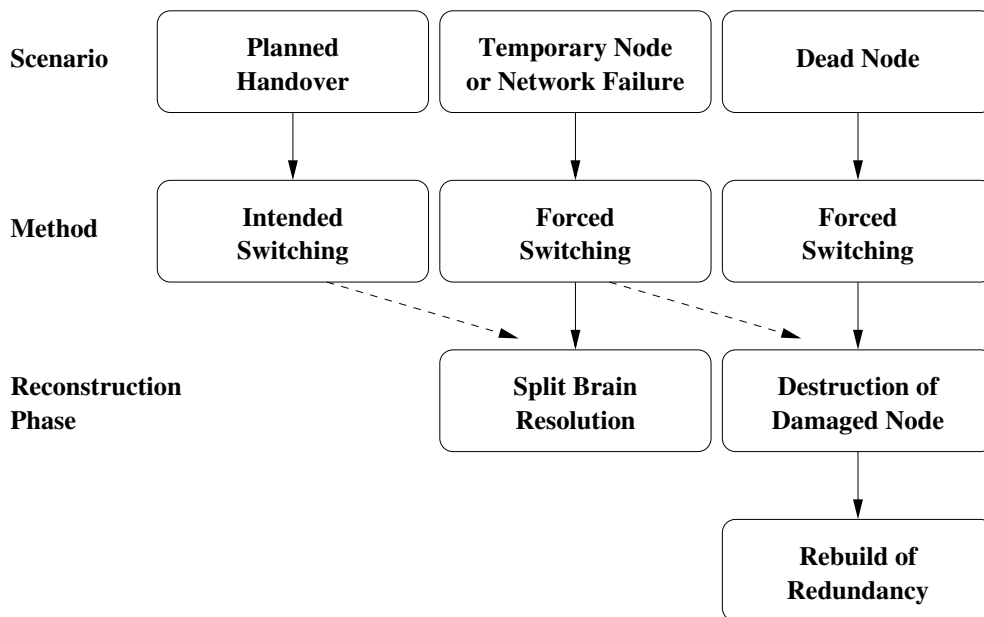 Scenario
Planned
Handover
Temporary Node
or Network Failure
Dead Node
Method
Intended
Switching
Forced
Switching
Forced
Switching
Reconstruction
Phase
Split Brain
Resolution
Destruction of
Damaged Node
Rebuild of
Redundancy